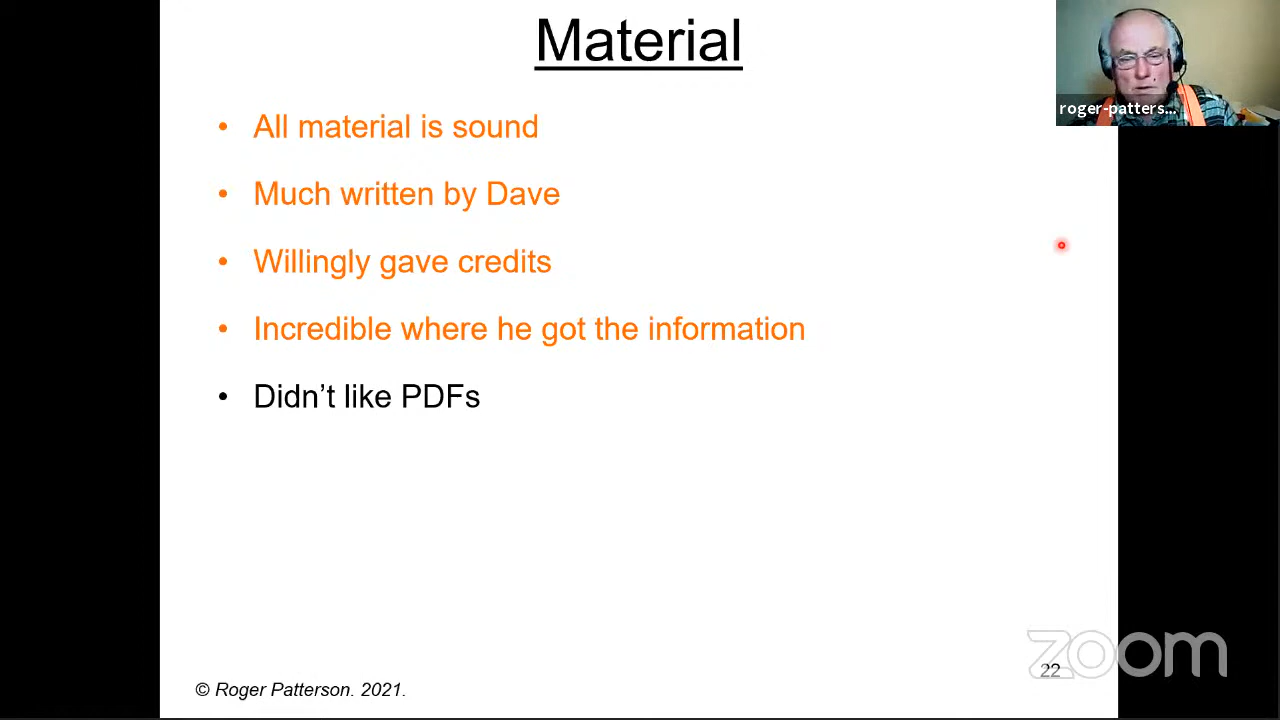 Material
roger-patters...
• All material is sound
• Much written by Dave
• Willingly gave credits
• Incredible where he got the information
• Didn’t like PDFs
zoom
22
© Roger Patterson. 2021.